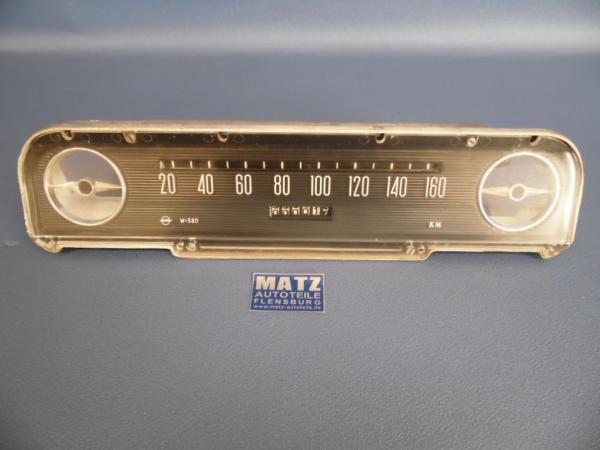 20 40 60 80 100 120 140 160
W=580
KM
MATZ
AUTOTEILE
FLENSBURG
www.matz-autoteile.de